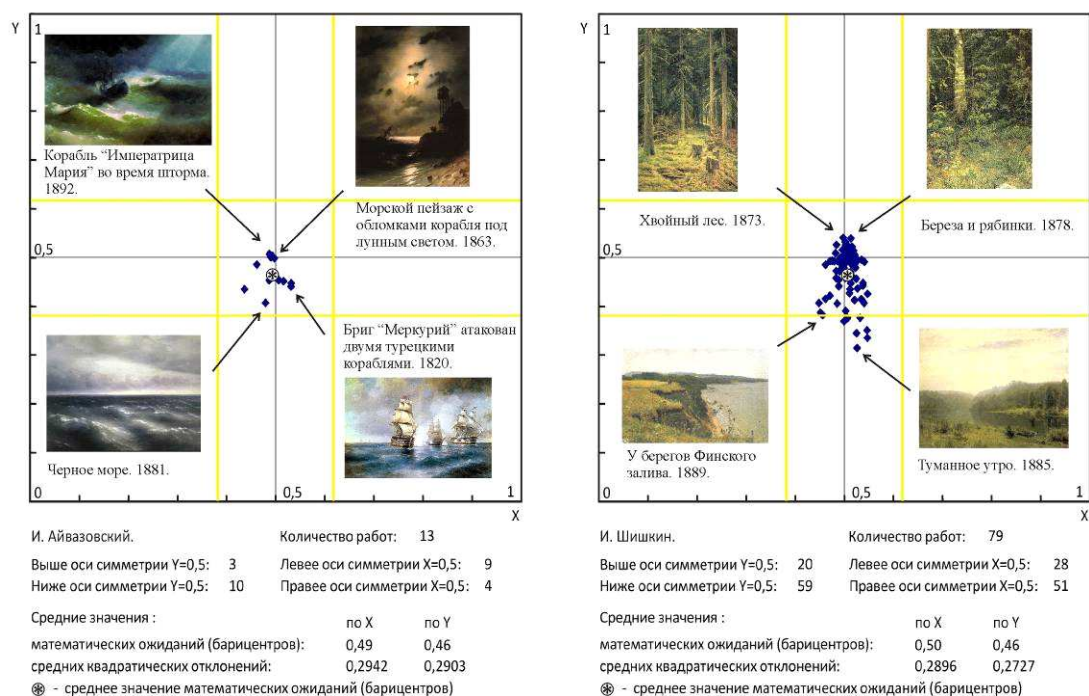 Y
1
Корабль “Императрица
Мария” во время шторма.
1892.
Морской пейзаж с
обломками корабля под
лунным светом. 1863.
0,5
Бриг “Меркурий” атакован
двумя турецкими
кораблями. 1820.
Черное море. 1881.
0
0,5
1
X
И. Айвазовский.
Количество работ: 13
Выше оси симметрии Y=0,5: 3
Левее оси симметрии X=0,5: 9
Ниже оси симметрии Y=0,5: 10
Правее оси симметрии X=0,5: 4
Средние значения :
по X
по Y
математических ожиданий (барицентров):
0,49
0,46
средних квадратических отклонений:
0,2942
0,2903
- среднее значение математических ожиданий (барицентров)
Y
1
Хвойный лес. 1873.
Береза и рябинки. 1878.
0,5
У берегов Финского
залива. 1889.
Туманное утро. 1885.
0
0,5
1
X
И. Шишкин.
Количество работ: 79
Выше оси симметрии Y=0,5: 20
Левее оси симметрии X=0,5: 28
Ниже оси симметрии Y=0,5: 59
Правее оси симметрии X=0,5: 51
Средние значения :
по X
по Y
математических ожиданий (барицентров):
0,50
0,46
средних квадратических отклонений:
0,2896
0,2727
- среднее значение математических ожиданий (барицентров)